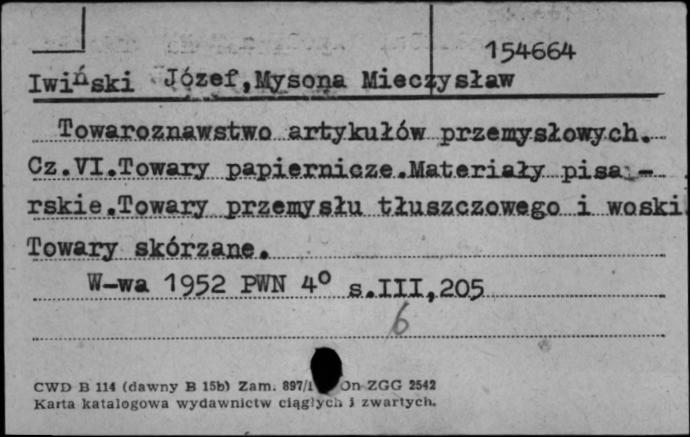 154664
Iwiński Józef,Mysona Mieczysław
Towaroznawstwo artykułów przemysłowych.
Cz.VI.Towary papiernicze.Materiały pisa-
rskie.Towary przemysłu tłuszczowego i woski
Towary skórzane.
W-wa 1952 PWN 4° s.III,205
6
CWD B 114 (dawny B 15b) Zam. 897/1 On ZGG 2542
Karta katalogowa wydawnictw ciągłych i zwartych.